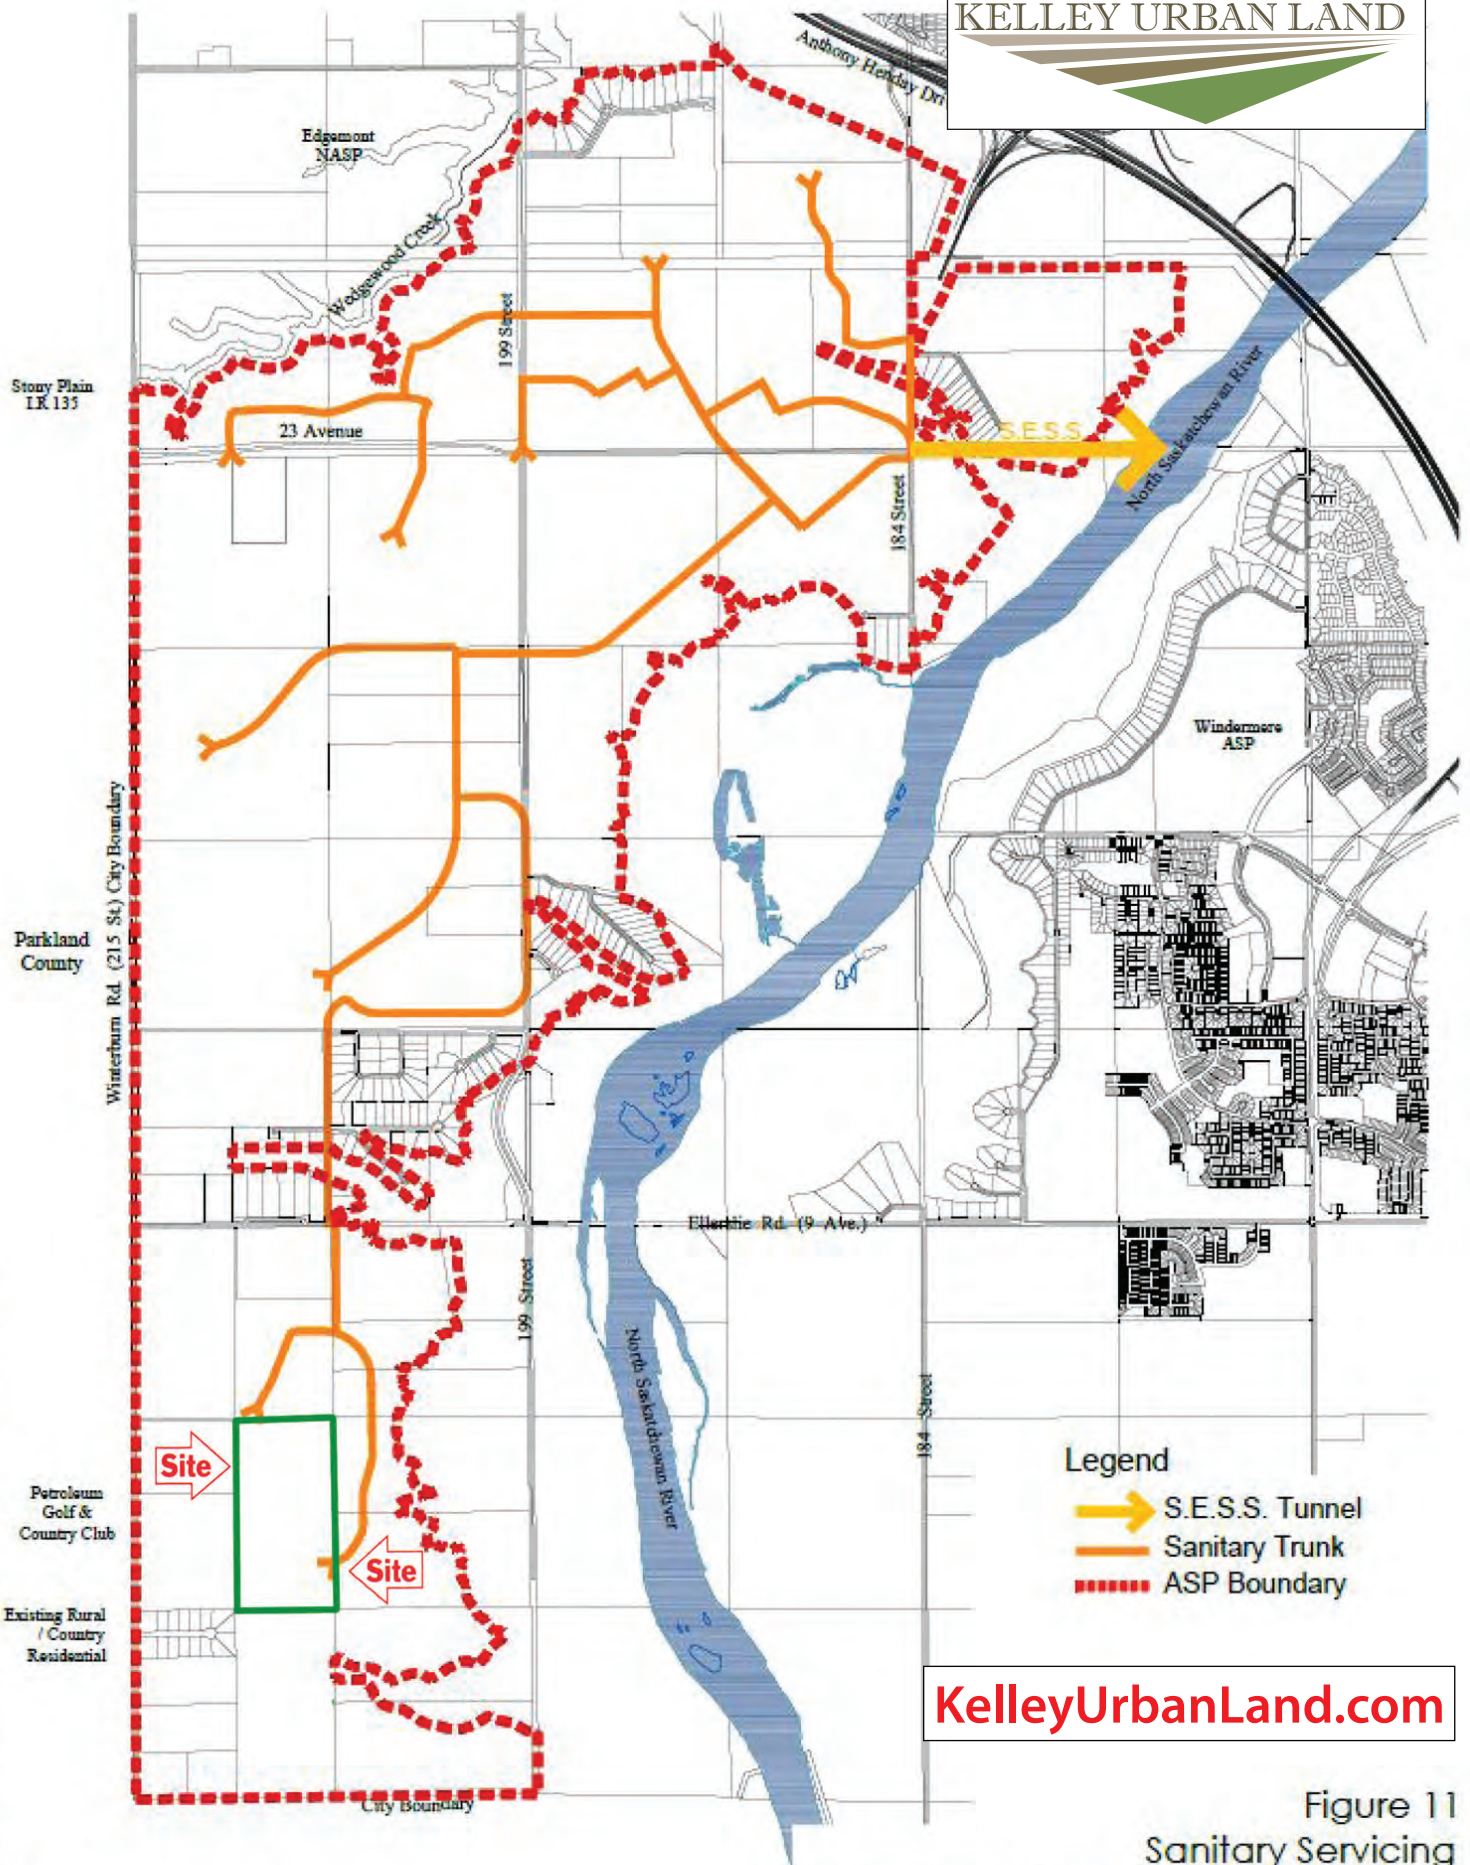 KELLEY URBAN LAND
Anthony Henday Dri
Edgemont
NASP
Wedgewood Creek
199 Street
Stony Plain
I.R 135
23 Avenue
S.E.S.S.
North Saskatchewan River
184 Street
Windermere
ASP
Winterburn Rd. (215 St.) City Boundary
Parkland
County
Ellerslie Rd. (9 Ave.)
199 Street
North Saskatchewan River
184 Street
Site
Petroleum
Golf &
Country Club
Site
Existing Rural
/ Country
Residential
Legend
S.E.S.S. Tunnel
Sanitary Trunk
ASP Boundary
KelleyUrbanLand.com
City Boundary
Figure 11
Sanitary Servicing